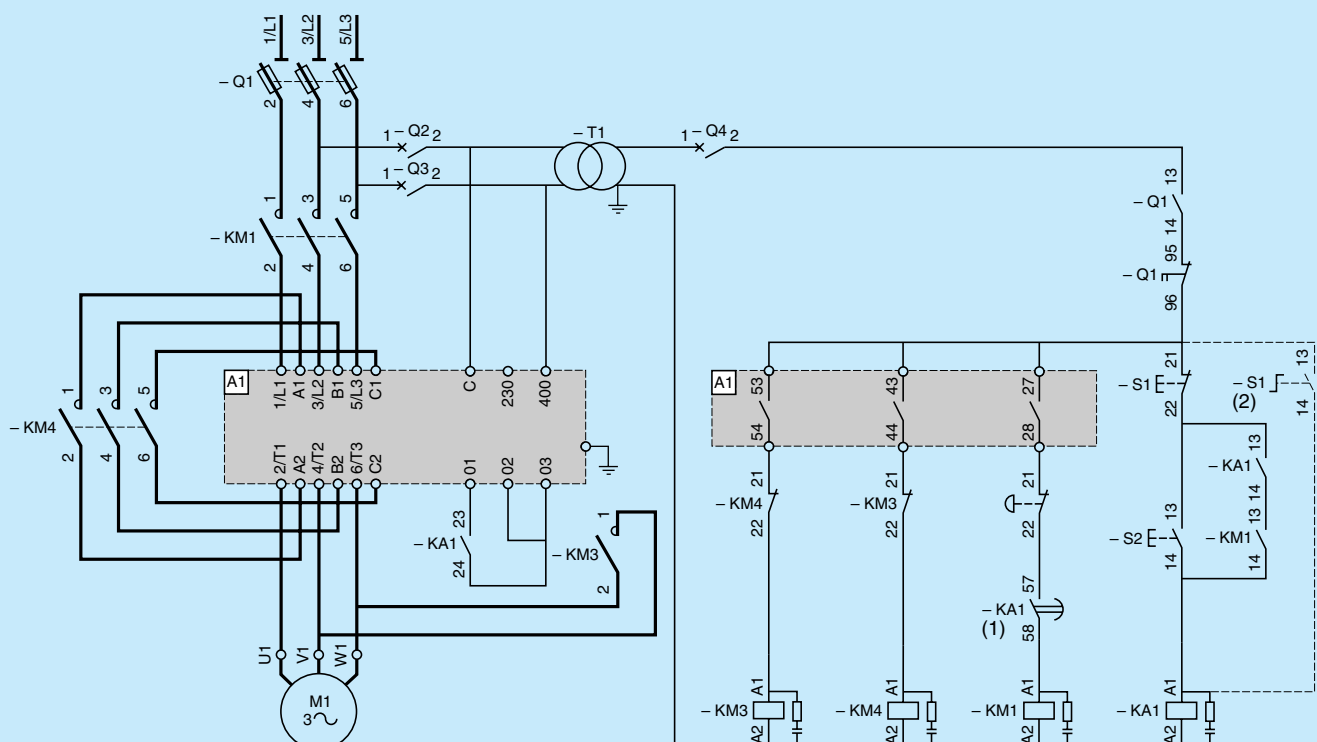 1/L1 3/L2 5/L3
– Q1
2 4 6
1 – Q2 2
– T1
1 – Q4 2
1 – Q3 2
13
– Q1
14
1 3 5
– KM1
2 4 6
95
– Q1
96
A1
1/L1 A1 3/L2 B1 5/L3 C1
C 230 400
1 3 5
– KM4
2 4 6
2/T1 A2 4/T2 B2 6/T3 C2
01 02 03
A1
53 43 27
54 44 28
21
– S1
22
13
– S1
(2)
14
23
– KA1
24
1
– KM3
2
21
– KM4
22
21
– KM3
22
21
22
13
– KA1
14
13
– S2
14
13
– KM1
14
57
– KA1
(1)
58
U1 V1 W1
M1
3
A1
– KM3
A2
A1
– KM4
A2
A1
– KM1
A2
A1
– KA1
A2